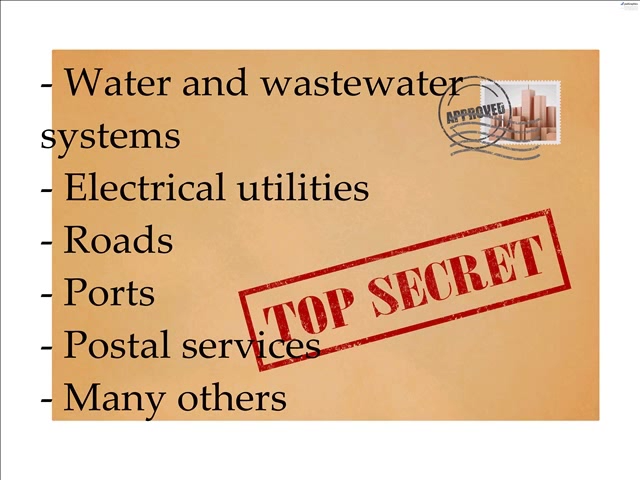 - Water and wastewater
systems
- Electrical utilities
- Roads
- Ports
- Postal services
- Many others
APPROVED
TOP SECRET